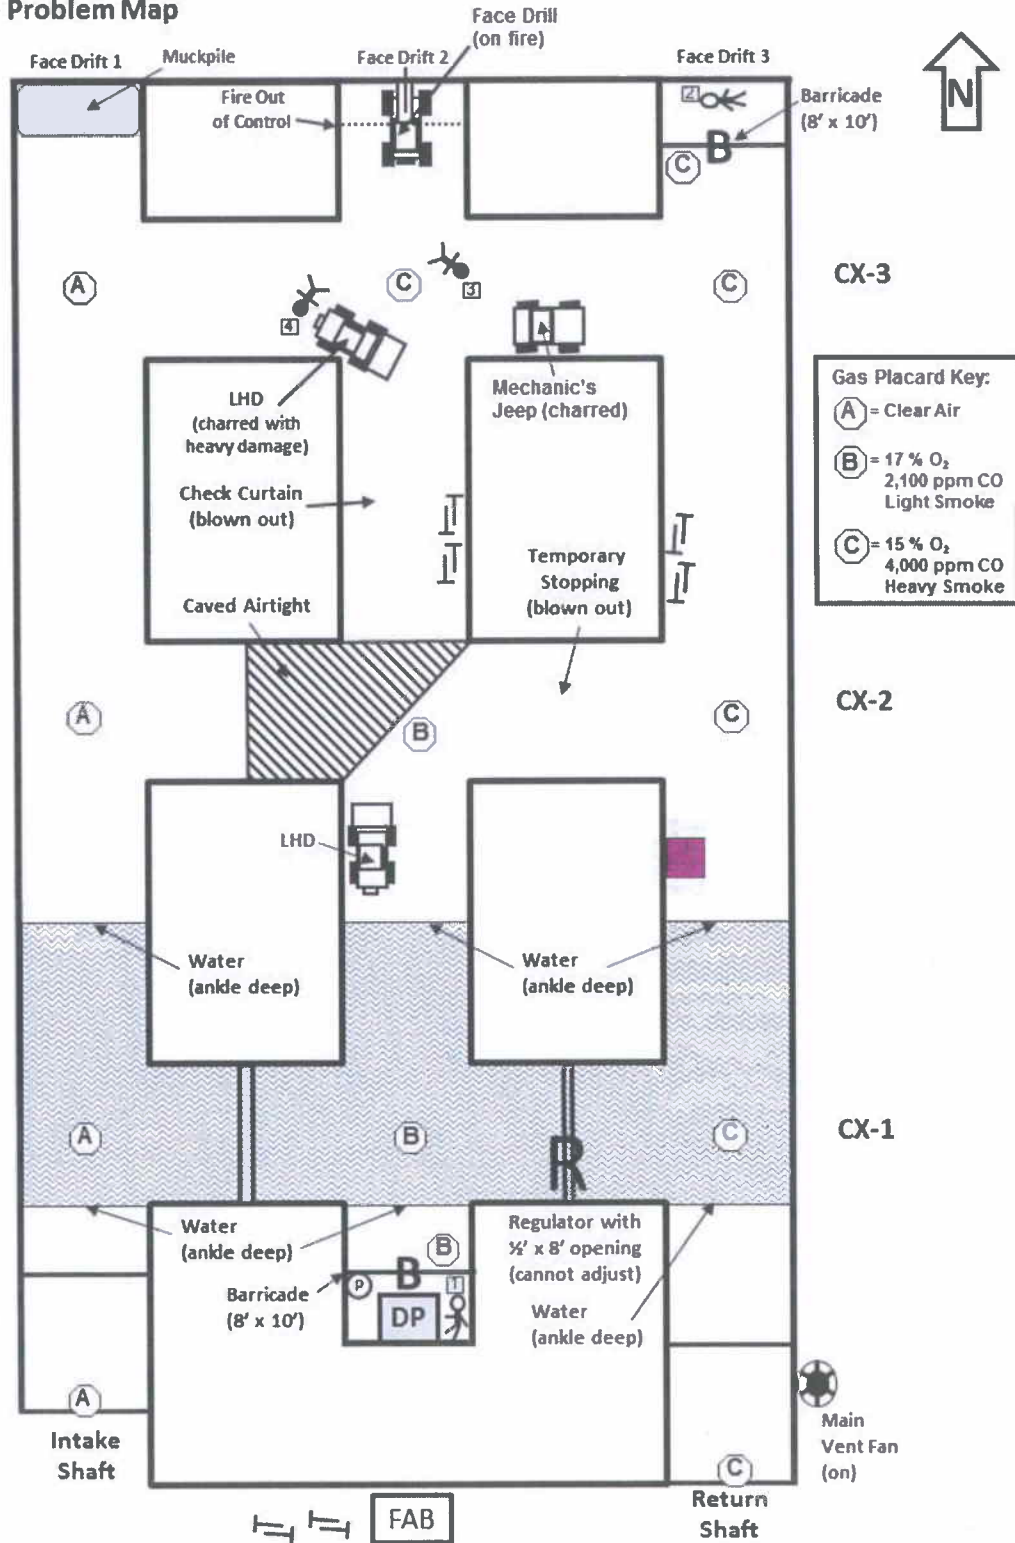 Problem Map
Face Drill
(on fire)
Face Drift 1
Muckpile
Face Drift 2
Face Drift 3
N
Fire Out
of Control
2
Barricade
(8' x 10')
B
C
A
C
3
C
CX-3
4
LHD
(charred with
heavy damage)
Mechanic's
Jeep (charred)
Gas Placard Key:
A = Clear Air
B = 17 % O₂
2,100 ppm CO
Light Smoke
C = 15 % O₂
4,000 ppm CO
Heavy Smoke
Check Curtain
(blown out)
Temporary
Stopping
(blown out)
Caved Airtight
A
B
C
CX-2
LHD
Water
(ankle deep)
Water
(ankle deep)
A
B
R
C
CX-1
Water
(ankle deep)
B
Regulator with
½' x 8' opening
(cannot adjust)
Barricade
(8' x 10')
B
P
1
DP
Water
(ankle deep)
A
Intake
Shaft
Main
Vent Fan
(on)
C
Return
Shaft
FAB